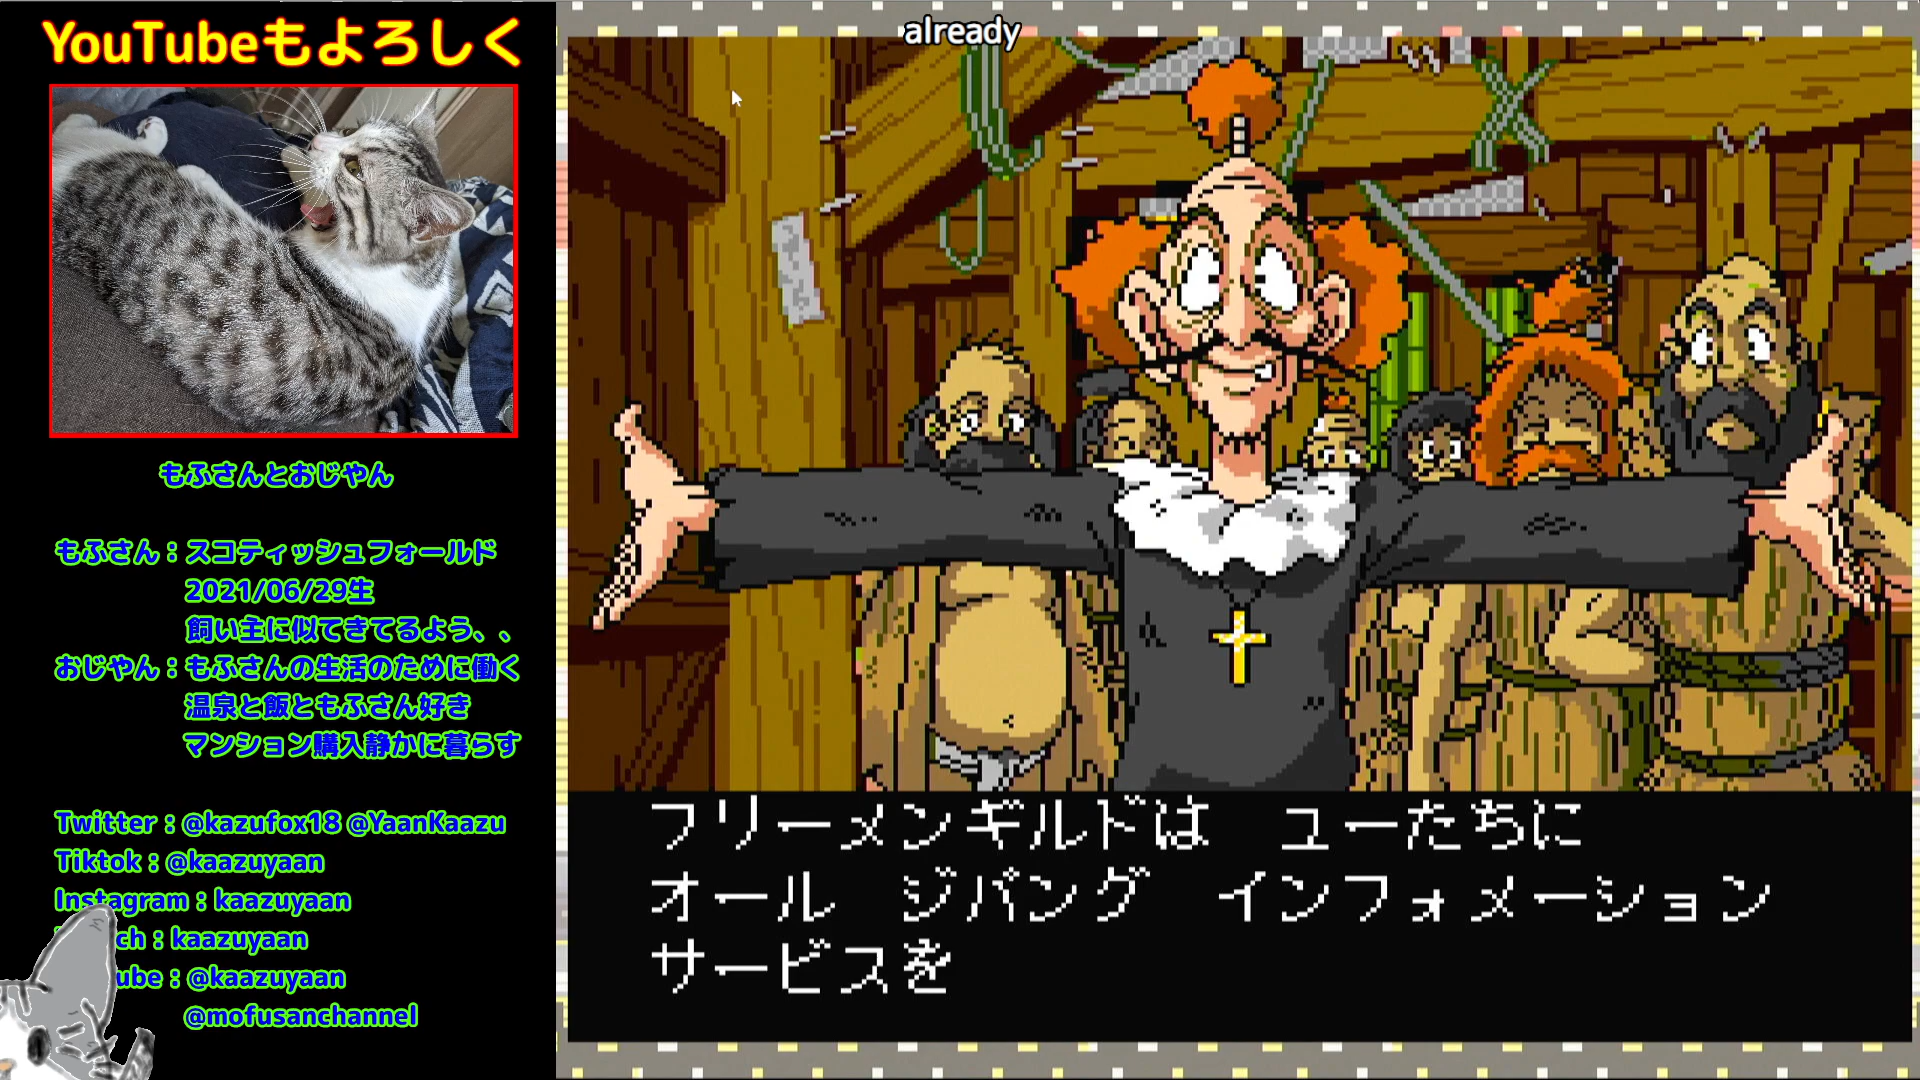 YouTubeもよろしく
もふさんとおじやん
もふさん：スコティッシュフォールド
2021/06/29生
飼い主に似てきてるよう、、
おじやん：もふさんの生活のために働く
温泉と飯ともふさん好き
マンション購入静かに暮らす
Twitter：@kazufox18 @YaanKaazu
Tiktok：@kaazuyaan
Instagram：kaazuyaan
ch：kaazuyaan
ube：@kaazuyaan
@mofusanchannel
already
フリーメンギルドは　ユーたちに
オール　ジパング　インフォメーション
サービスを